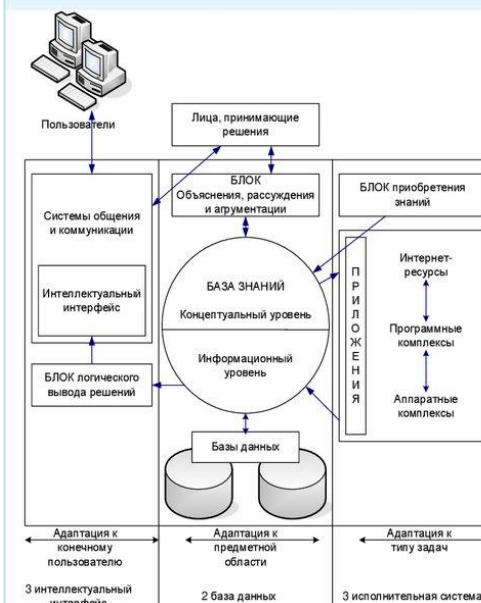 Пользователи
Лица, принимающие
решения
Системы общения
и коммуникации
Интеллектуальный
интерфейс
БЛОК логического
вывода решений
БЛОК
Объяснения, рассуждения
и агрументации
БАЗА ЗНАНИЙ
Концептуальный уровень
Информационный
уровень
Базы данных
БЛОК приобретения
знаний
ПРИЛОЖЕНИЯ
Интернет-
ресурсы
Программные
комплексы
Аппаратные
комплексы
Адаптация к
конечному
пользователю
Адаптация к
предметной
области
Адаптация к
типу задач
3 интеллектуальный
интерфейс
2 база данных
3 исполнительная система